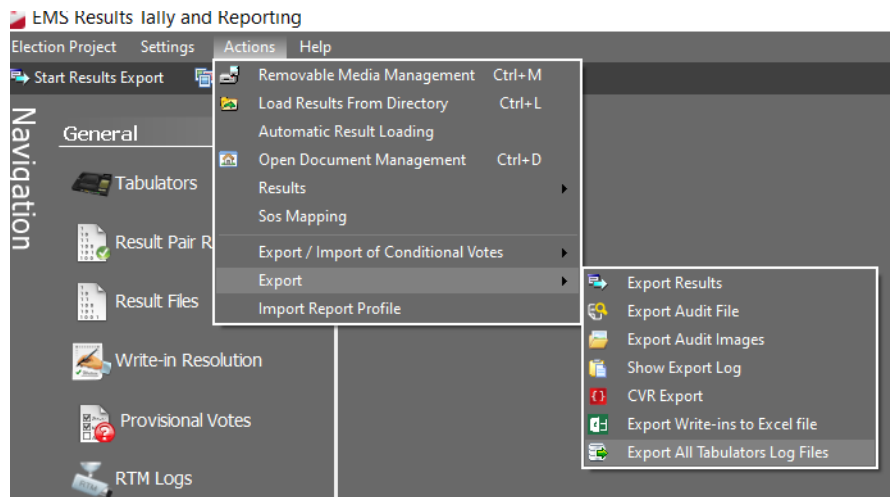 EMS Results Tally and Reporting
Election Project Settings Actions Help
Start Results Export
Navigation
General
Tabulators
Result Pair R
Result Files
Write-in Resolution
Provisional Votes
RTM Logs
Removable Media Management Ctrl+M
Load Results From Directory Ctrl+L
Automatic Result Loading
Open Document Management Ctrl+D
Results
Sos Mapping
Export / Import of Conditional Votes
Export
Import Report Profile
Export Results
Export Audit File
Export Audit Images
Show Export Log
CVR Export
Export Write-ins to Excel file
Export All Tabulators Log Files